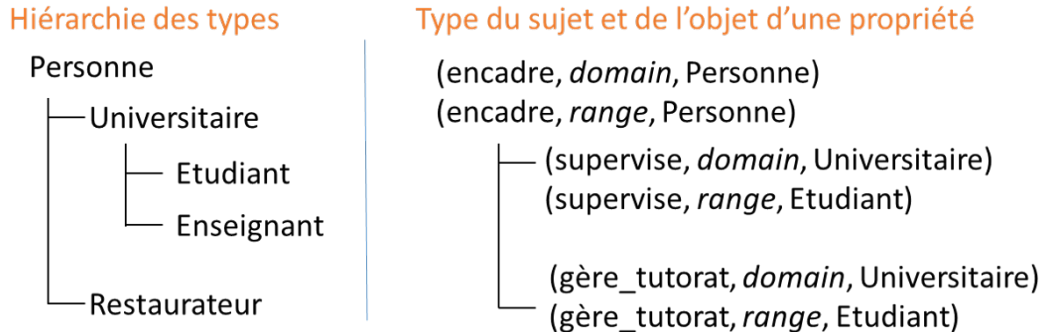 Hiérarchie des types
Personne
Universitaire
Etudiant
Enseignant
Restaurateur
Type du sujet et de l'objet d'une propriété
(encadre, domain, Personne)
(encadre, range, Personne)
(supervise, domain, Universitaire)
(supervise, range, Etudiant)
(gère_tutorat, domain, Universitaire)
(gère_tutorat, range, Etudiant)